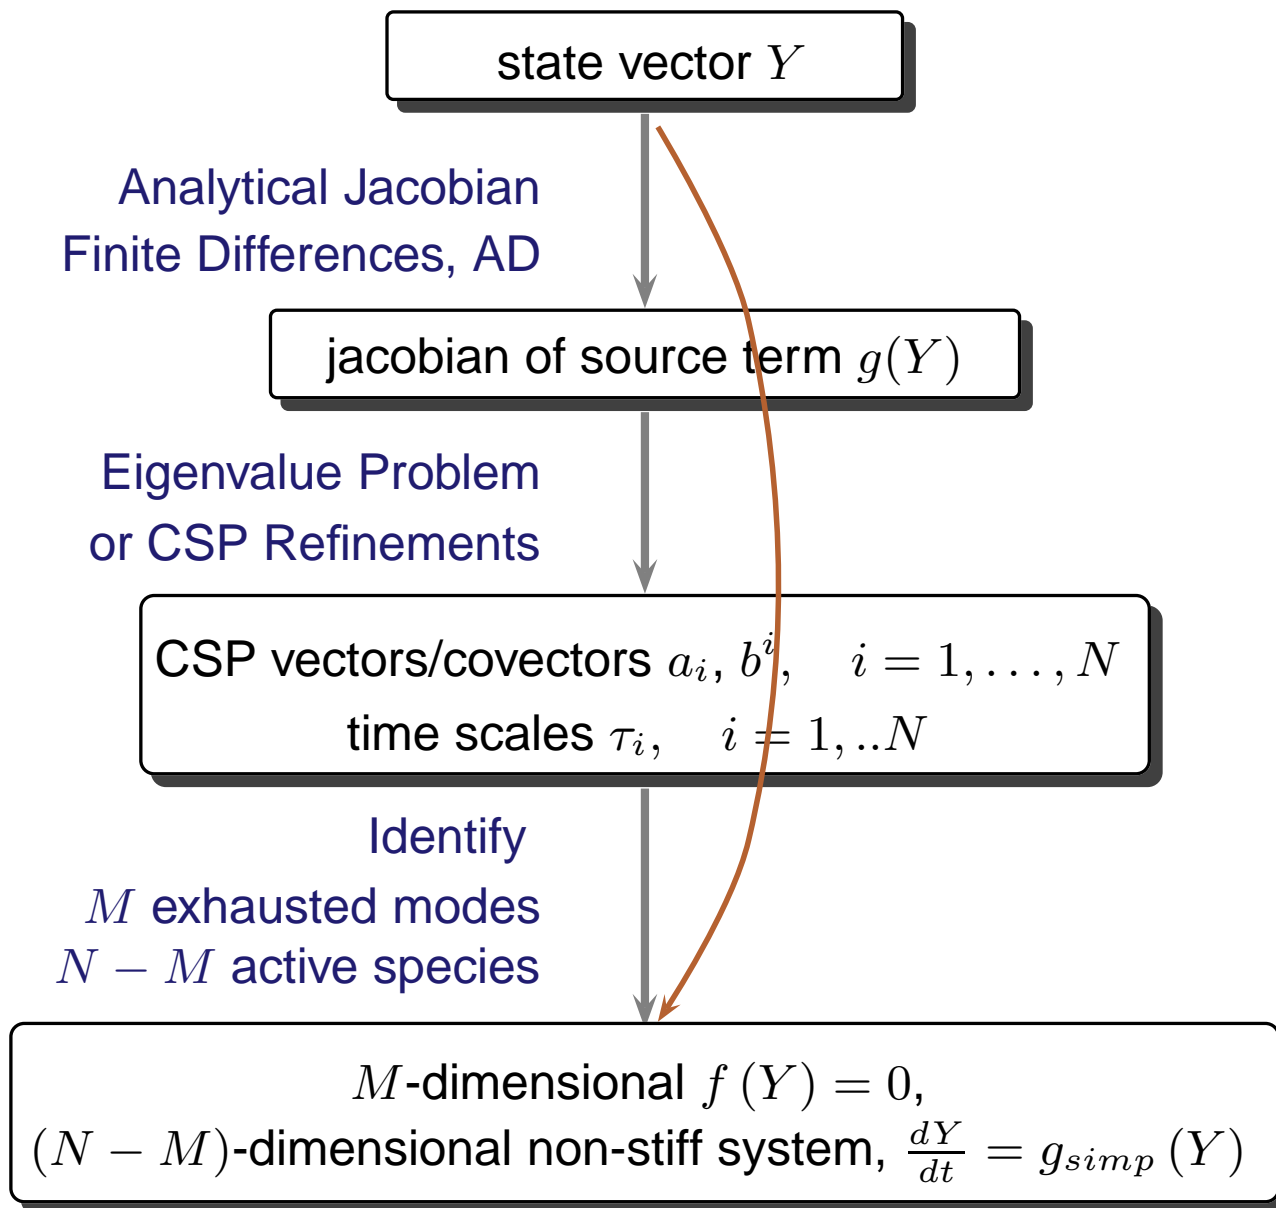 state vector Y
Analytical Jacobian
Finite Differences, AD
jacobian of source term g(Y)
Eigenvalue Problem
or CSP Refinements
CSP vectors/covectors a_i, b^i, i = 1, . . . , N
time scales τ_i, i = 1, ..N
Identify
M exhausted modes
N − M active species
M-dimensional f (Y) = 0,
(N − M)-dimensional non-stiff system, dY/dt = g_{simp} (Y)